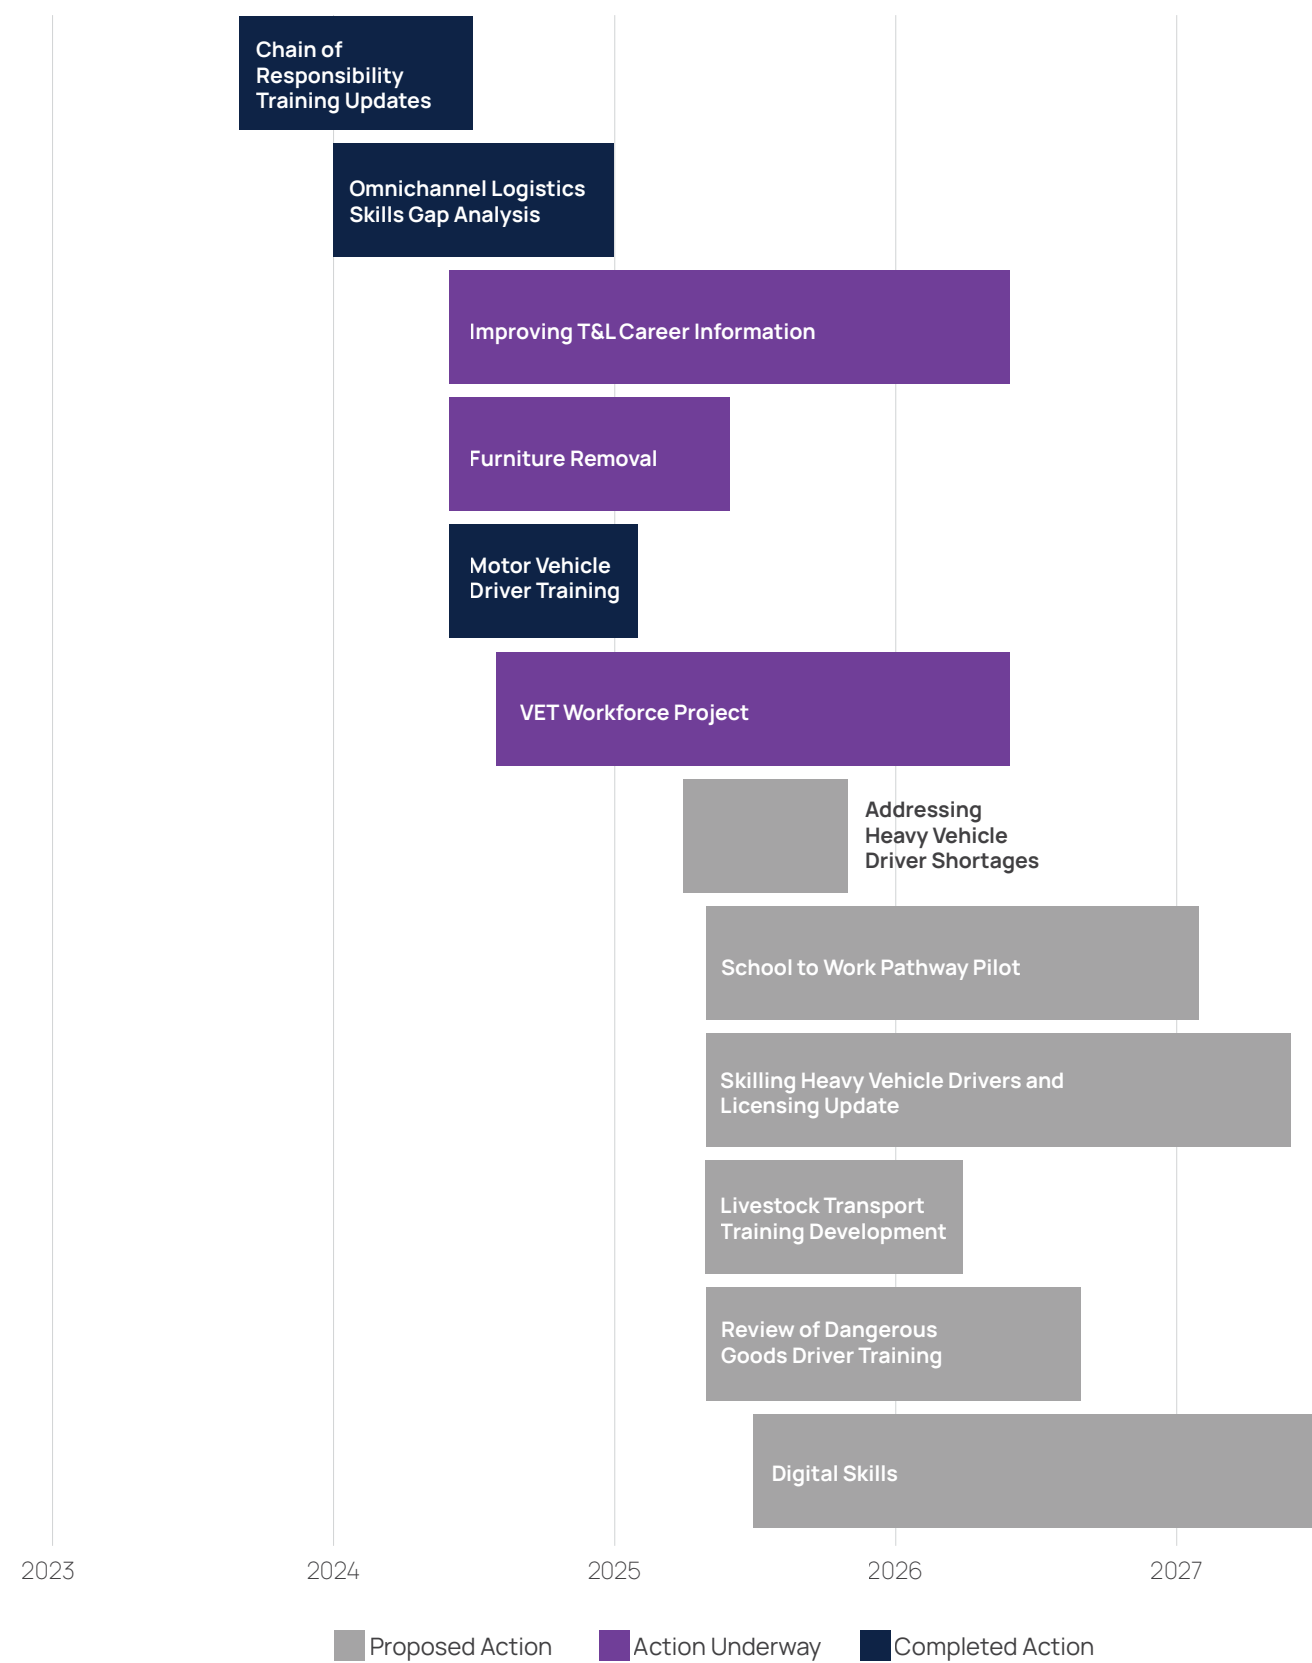 Chain of
Responsibility
Training Updates
Omnichannel Logistics
Skills Gap Analysis
Improving T&L Career Information
Furniture Removal
Motor Vehicle
Driver Training
VET Workforce Project
Addressing
Heavy Vehicle
Driver Shortages
School to Work Pathway Pilot
Skilling Heavy Vehicle Drivers and
Licensing Update
Livestock Transport
Training Development
Review of Dangerous
Goods Driver Training
Digital Skills
2023 2024 2025 2026 2027
Proposed Action Action Underway Completed Action